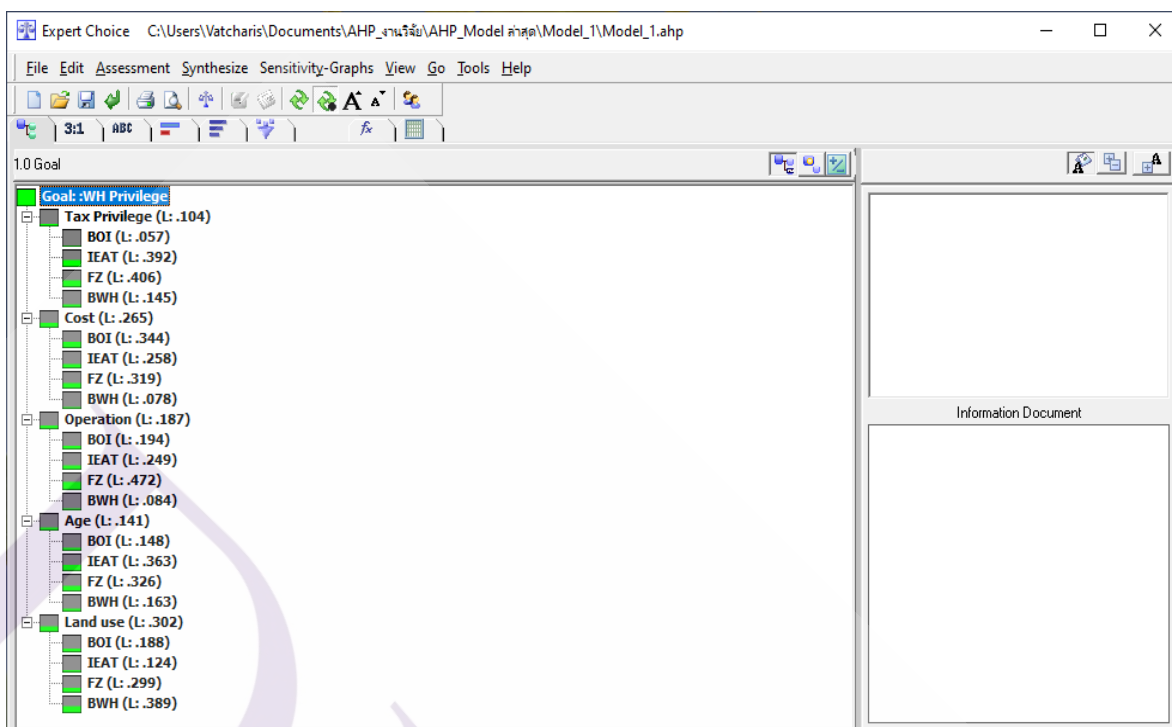 Expert Choice C:\Users\Vatcharis\Documents\AHP_งานวิจัย\AHP_Model ล่าสุด\Model_1\Model_1.ahp
File Edit Assessment Synthesize Sensitivity-Graphs View Go Tools Help
A A
3:1 ABC fx
1.0 Goal
A A
Goal: :WH Privilege
Tax Privilege (L: .104)
BOI (L: .057)
IEAT (L: .392)
FZ (L: .406)
BWH (L: .145)
Cost (L: .265)
BOI (L: .344)
IEAT (L: .258)
FZ (L: .319)
BWH (L: .078)
Operation (L: .187)
BOI (L: .194)
IEAT (L: .249)
FZ (L: .472)
BWH (L: .084)
Age (L: .141)
BOI (L: .148)
IEAT (L: .363)
FZ (L: .326)
BWH (L: .163)
Land use (L: .302)
BOI (L: .188)
IEAT (L: .124)
FZ (L: .299)
BWH (L: .389)
Information Document